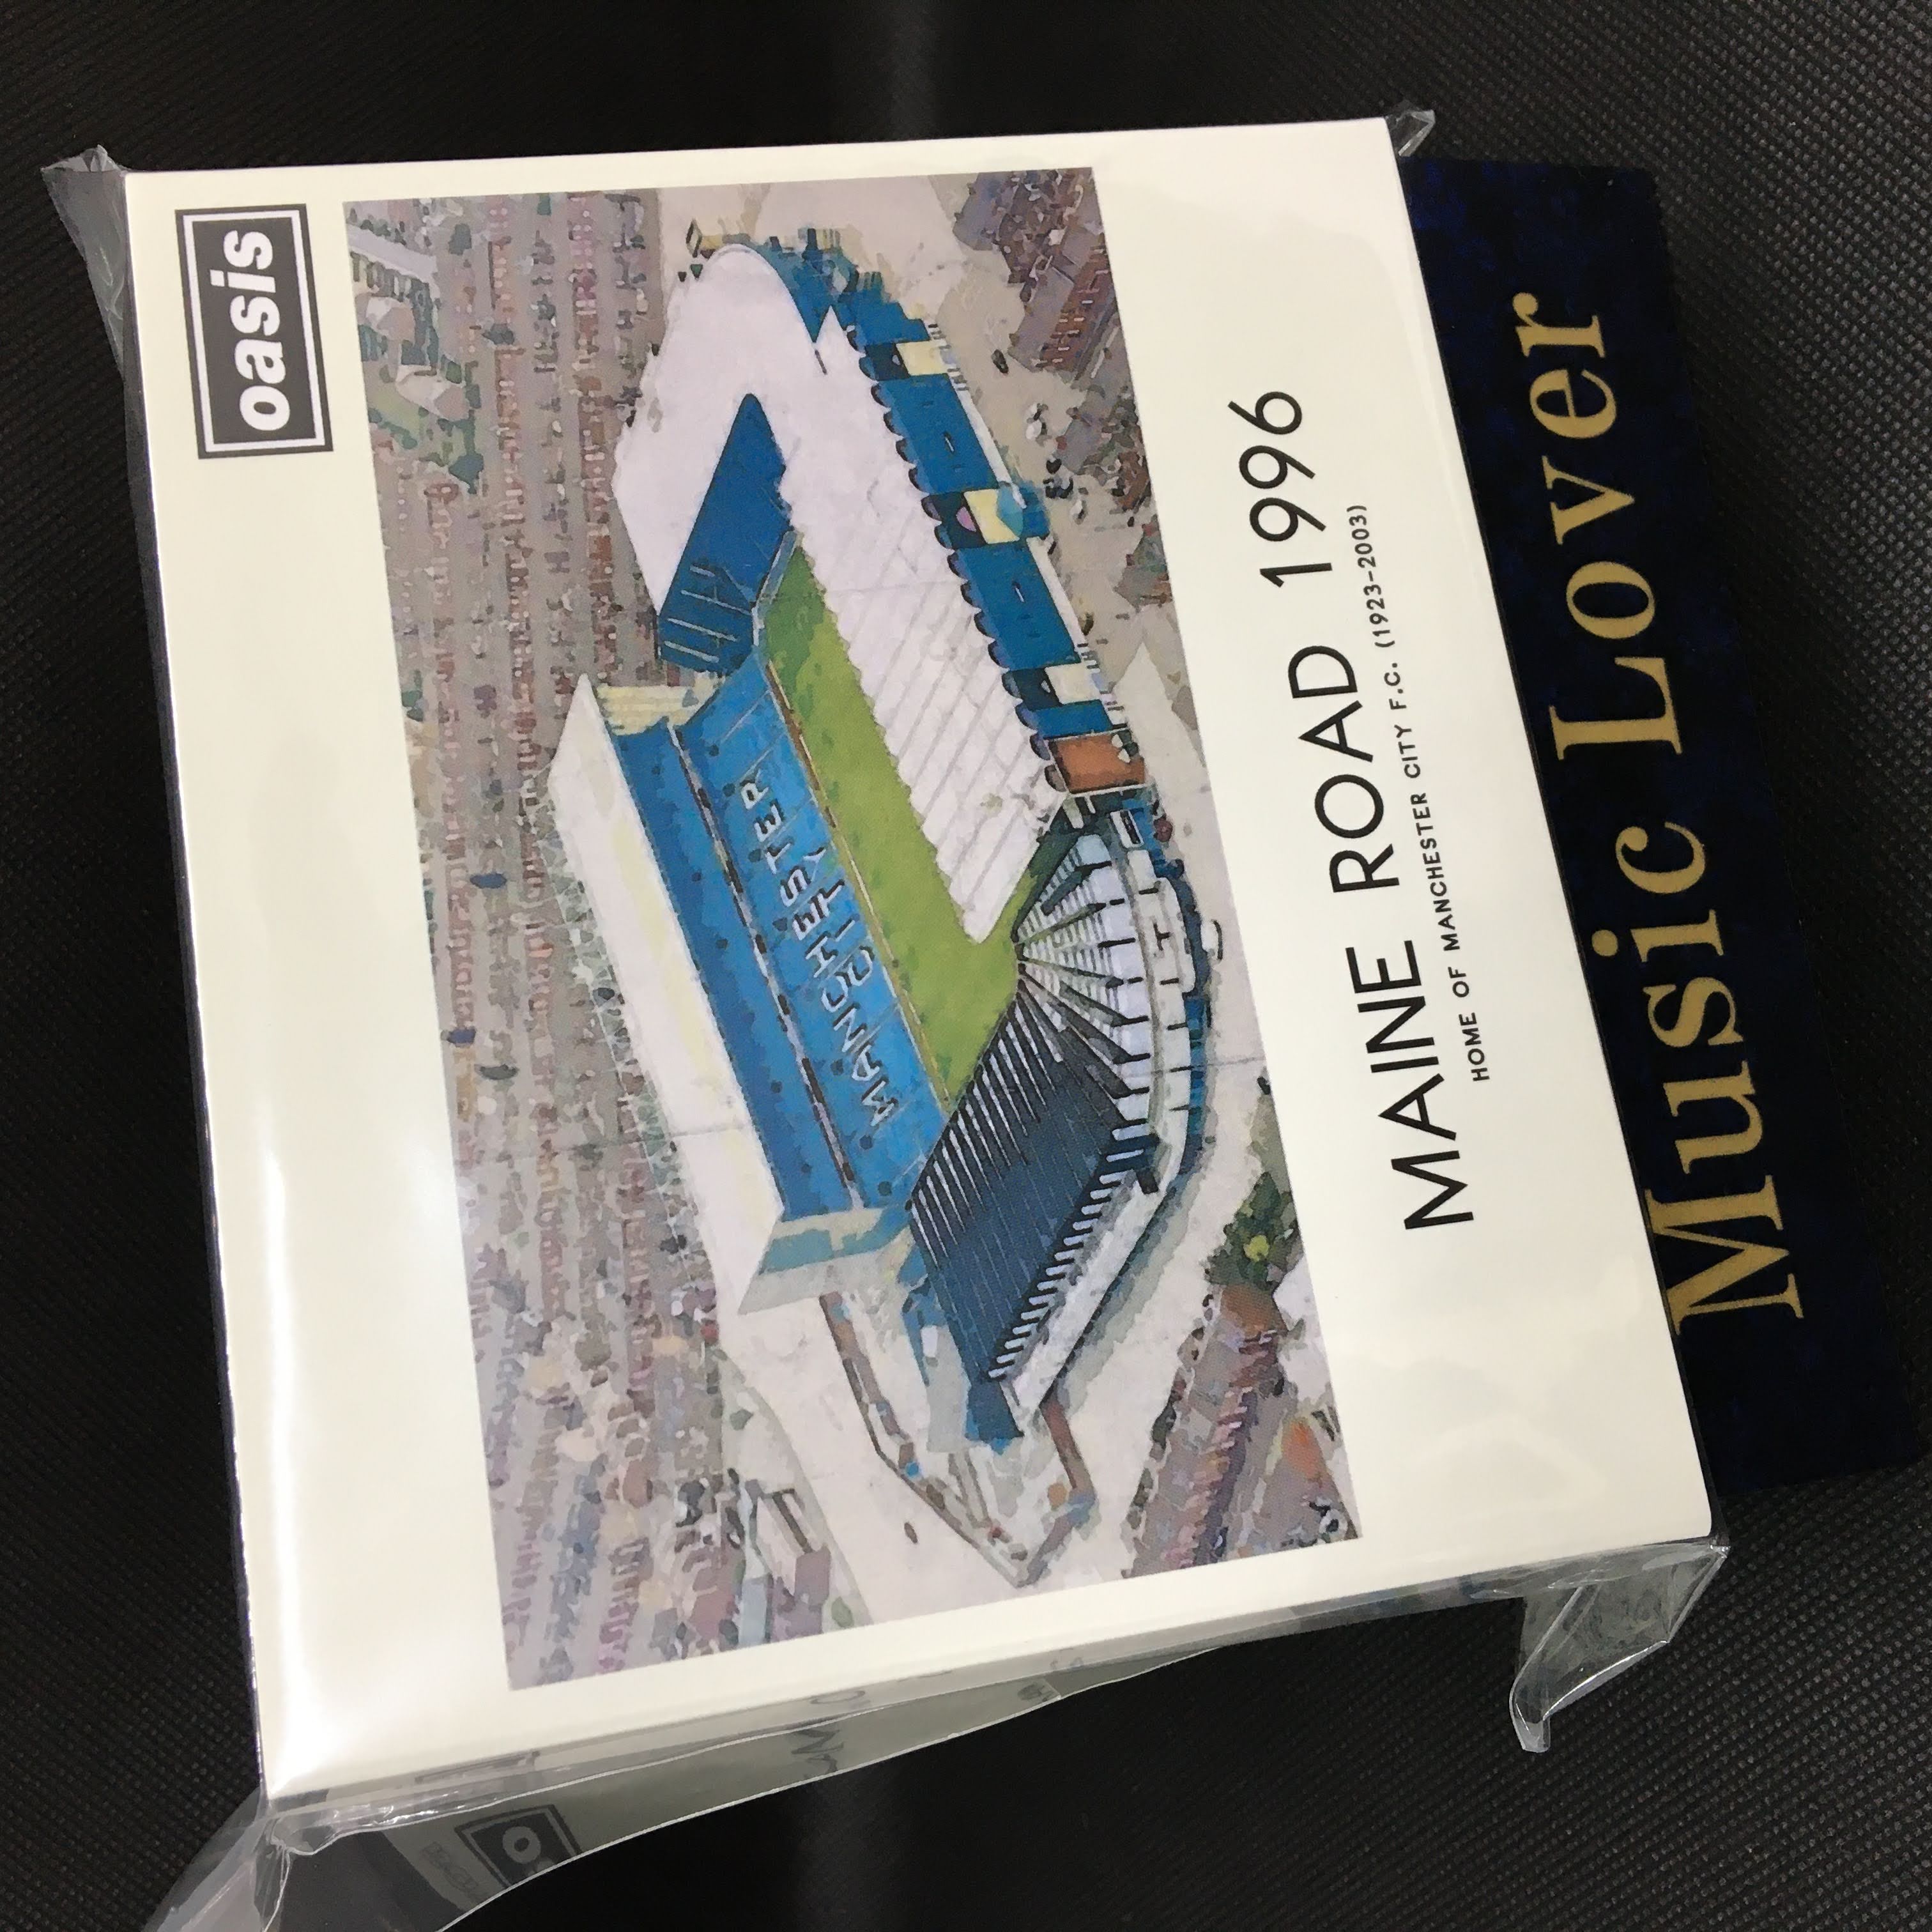 oasis
MANCHESTER
CITY
MAINE ROAD 1996
HOME OF MANCHESTER CITY F.C. (1923-2003)
Music Lover